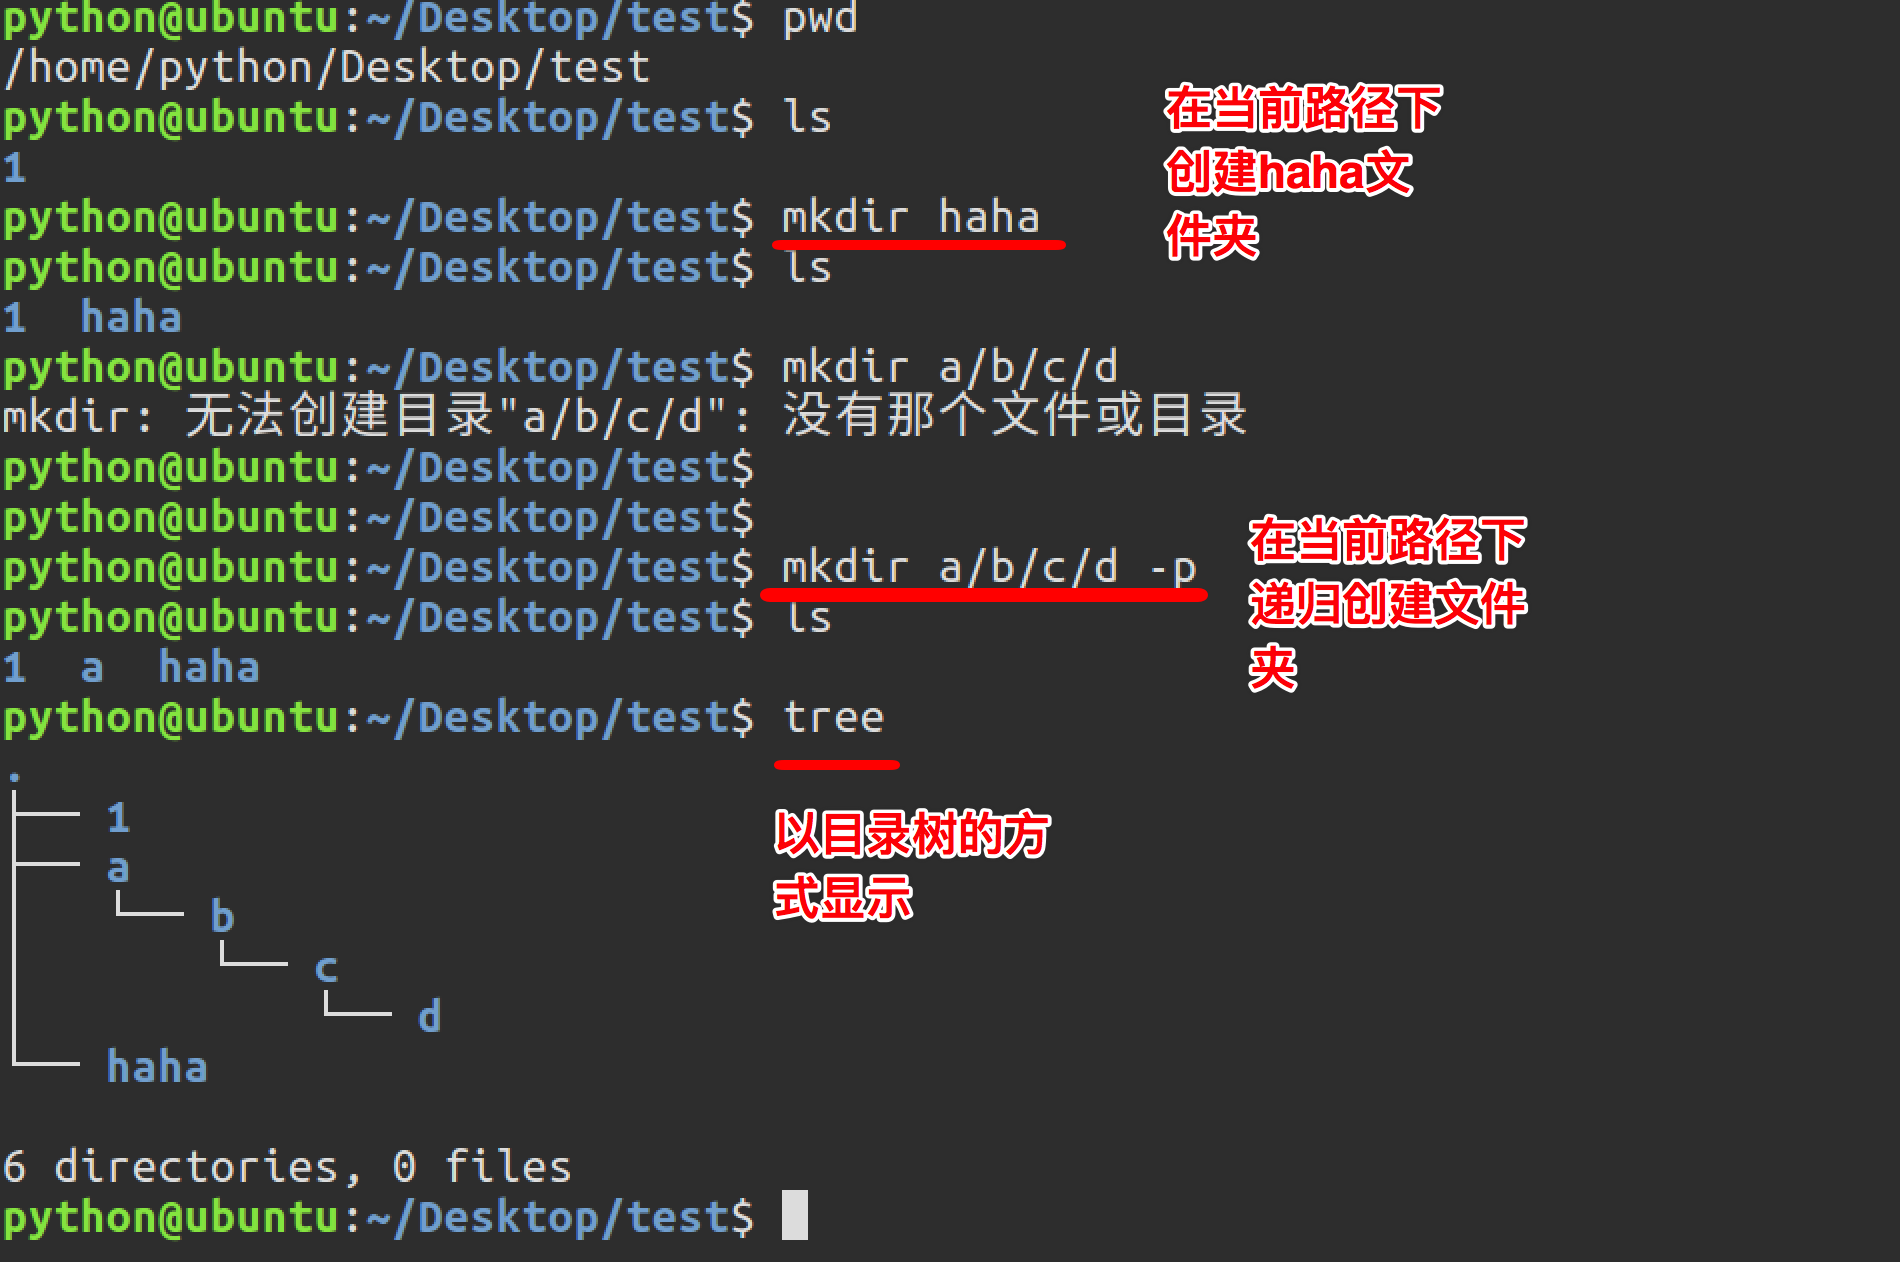 python@ubuntu:~/Desktop/test$ pwd
/home/python/Desktop/test
python@ubuntu:~/Desktop/test$ ls
1
python@ubuntu:~/Desktop/test$ mkdir haha
在当前路径下
创建haha文
件夹
python@ubuntu:~/Desktop/test$ ls
1  haha
python@ubuntu:~/Desktop/test$ mkdir a/b/c/d
mkdir: 无法创建目录"a/b/c/d": 没有那个文件或目录
python@ubuntu:~/Desktop/test$
python@ubuntu:~/Desktop/test$
python@ubuntu:~/Desktop/test$ mkdir a/b/c/d -p
在当前路径下
递归创建文件
夹
python@ubuntu:~/Desktop/test$ ls
1  a  haha
python@ubuntu:~/Desktop/test$ tree
以目录树的方
式显示
.
├── 1
├── a
│   └── b
│       └── c
│           └── d
└── haha
6 directories, 0 files
python@ubuntu:~/Desktop/test$